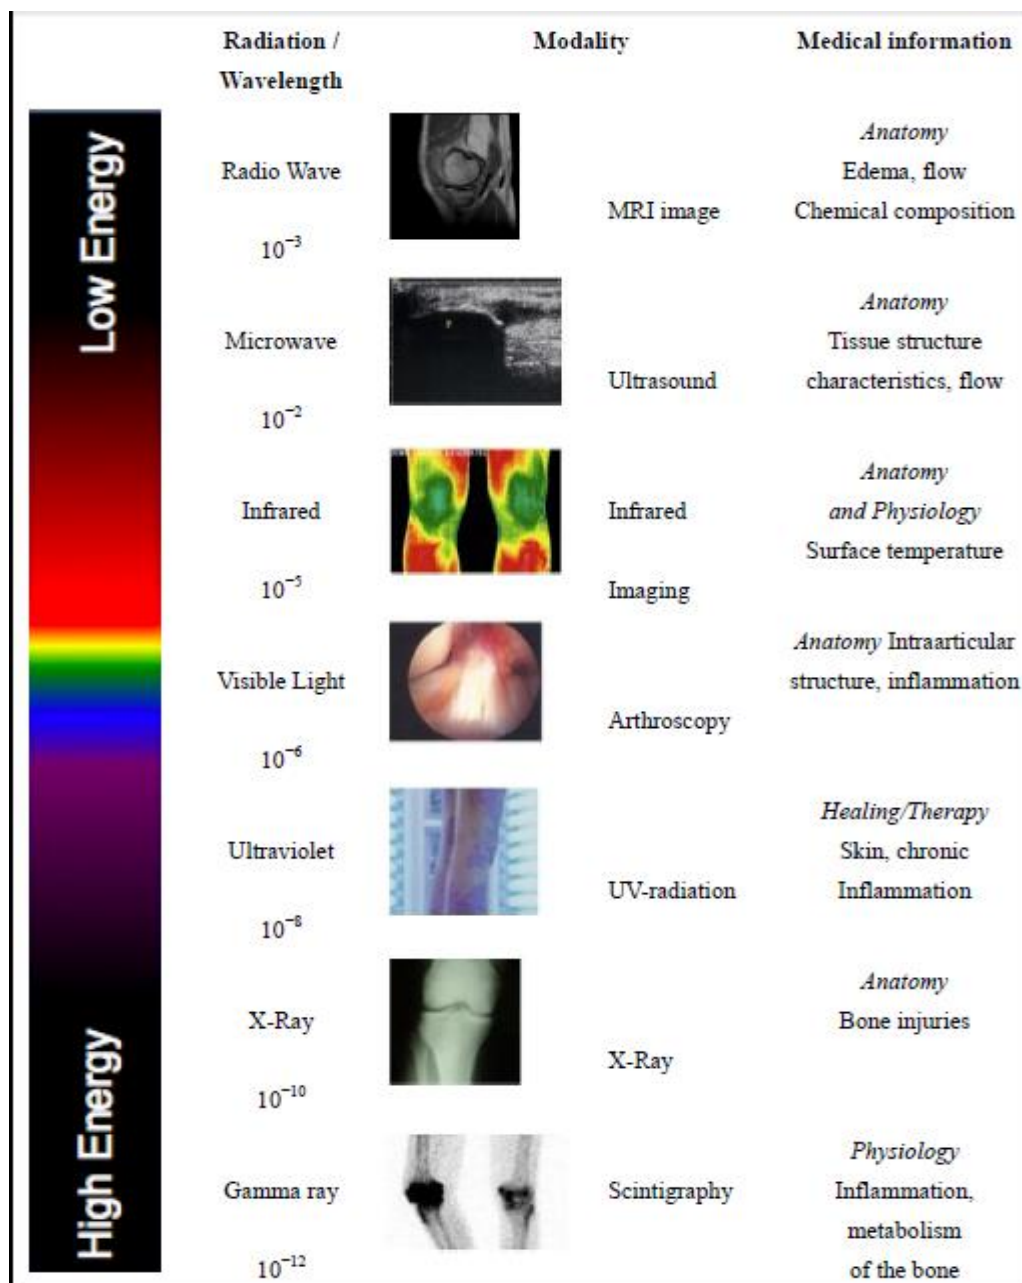 Radiation /
Wavelength
Modality
Medical information
Low Energy
Radio Wave
10⁻³
MRI image
Anatomy
Edema, flow
Chemical composition
Microwave
10⁻²
Ultrasound
Anatomy
Tissue structure
characteristics, flow
Infrared
10⁻⁵
Infrared
Imaging
Anatomy
and Physiology
Surface temperature
Visible Light
10⁻⁶
Arthroscopy
Anatomy Intraarticular
structure, inflammation
Ultraviolet
10⁻⁸
UV-radiation
Healing/Therapy
Skin, chronic
Inflammation
X-Ray
10⁻¹⁰
X-Ray
Anatomy
Bone injuries
High Energy
Gamma ray
10⁻¹²
Scintigraphy
Physiology
Inflammation,
metabolism
of the bone